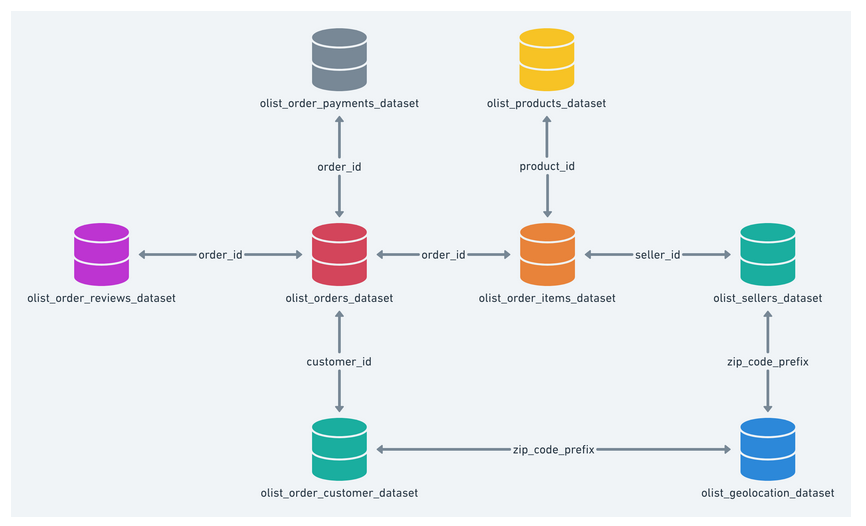 olist_order_payments_dataset
olist_products_dataset
order_id
product_id
order_id
order_id
seller_id
olist_order_reviews_dataset
olist_orders_dataset
olist_order_items_dataset
olist_sellers_dataset
customer_id
zip_code_prefix
zip_code_prefix
olist_order_customer_dataset
olist_geolocation_dataset